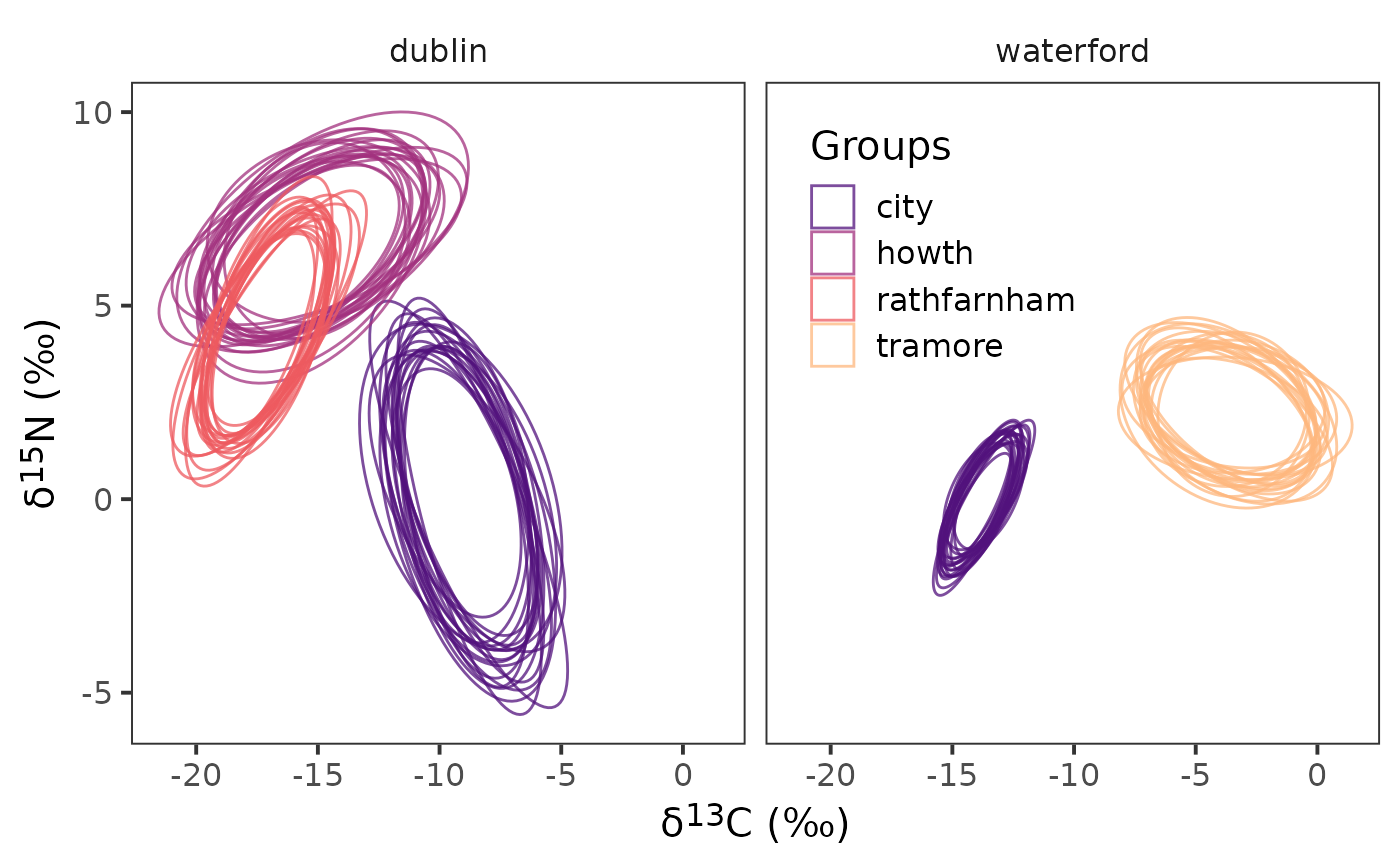 dublin
waterford
10
5
0
-5
δ¹⁵N (‰)
Groups
city
howth
rathfarnham
tramore
-20 -15 -10 -5 0
-20 -15 -10 -5 0
δ¹³C (‰)